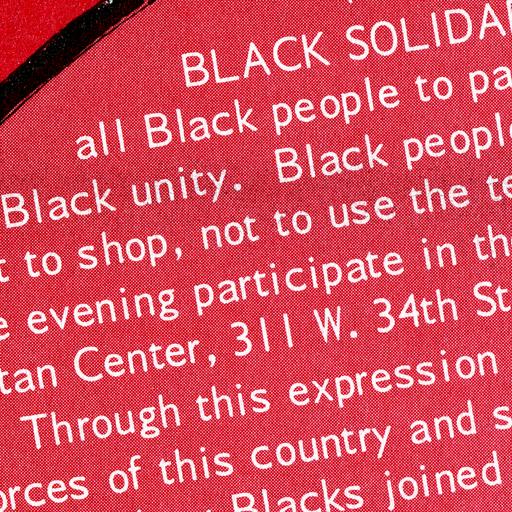 BLACK SOLIDA
all Black people to pa
Black unity. Black people
t to shop, not to use the te
e evening participate in th
tan Center, 311 W. 34th St
Through this expression
orces of this country and s
Blacks joined